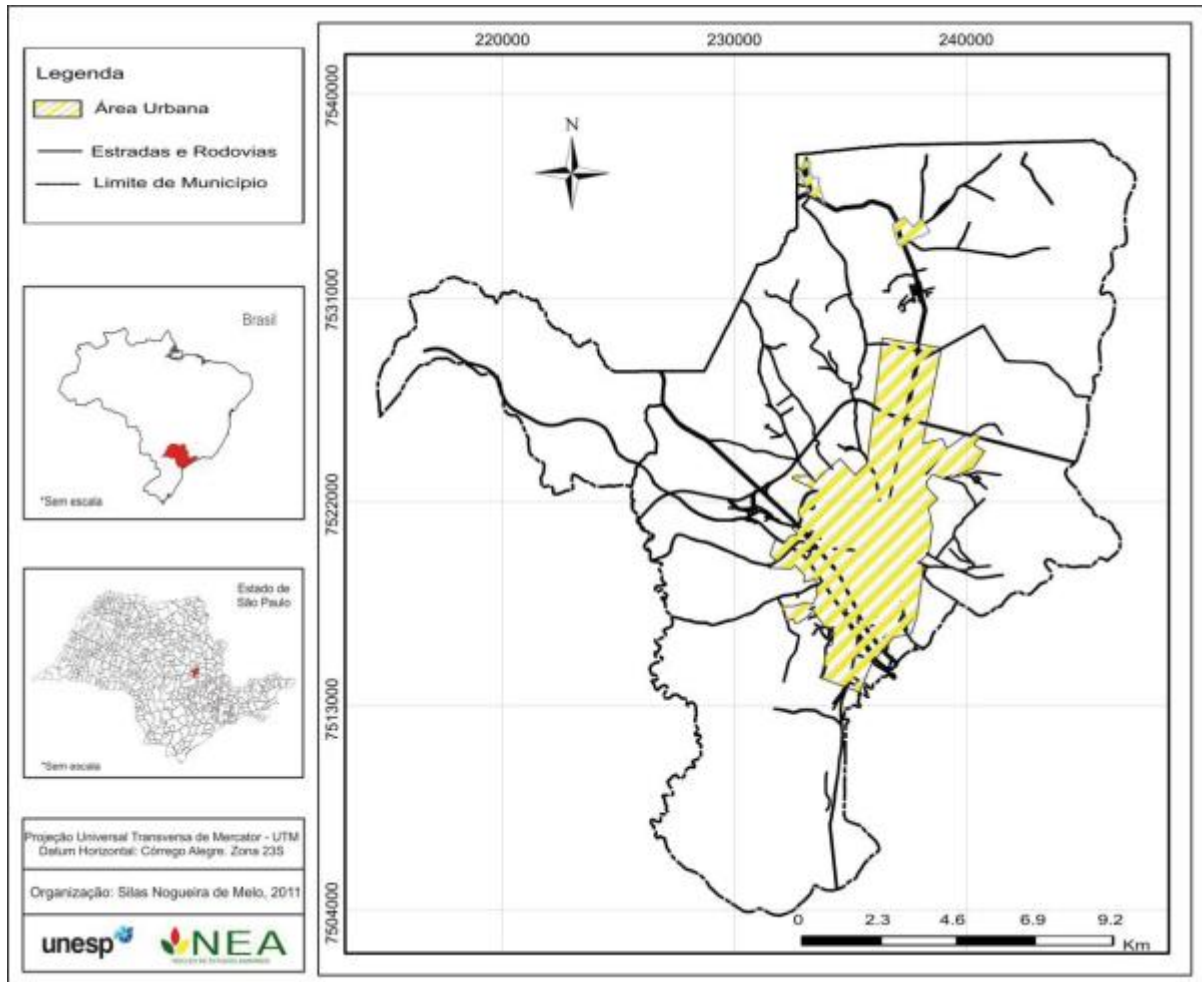 Legenda
Área Urbana
Estradas e Rodovias
Limite de Município
Brasil
*Sem escala
Estado de
São Paulo
*Sem escala
Projeção Universal Transversa de Mercator - UTM
Datum Horizontal: Córrego Alegre. Zona 23S
Organização: Silas Nogueira de Melo, 2011
unesp
NEA
220000
230000
240000
7540000
7531000
7522000
7513000
7504000
N
0
2.3
4.6
6.9
9.2
Km